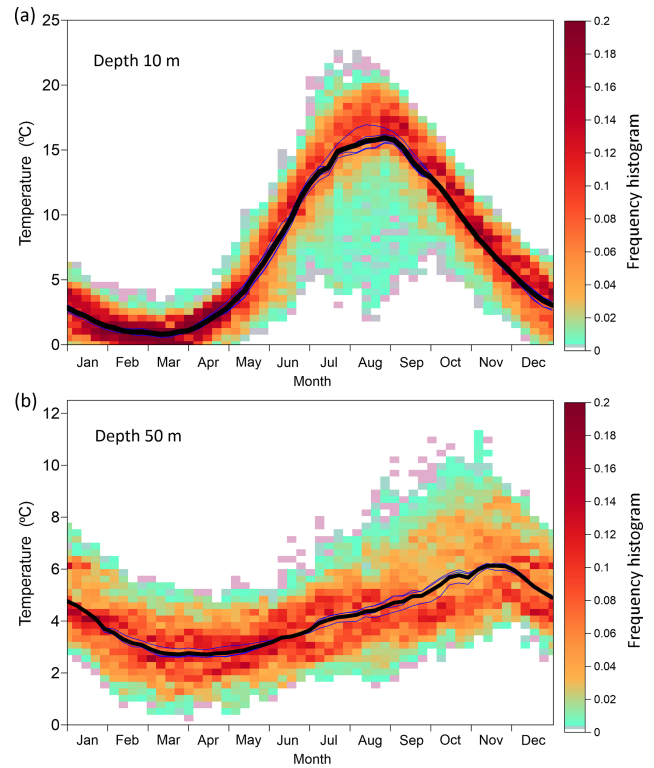 (a)
Depth 10 m
Temperature (ºC)
25
20
15
10
5
0
Jan Feb Mar Apr May Jun Jul Aug Sep Oct Nov Dec
Month
Frequency histogram
0.2
0.18
0.16
0.14
0.12
0.1
0.08
0.06
0.04
0.02
0
(b)
Depth 50 m
Temperature (ºC)
12
10
8
6
4
2
0
Jan Feb Mar Apr May Jun Jul Aug Sep Oct Nov Dec
Month
Frequency histogram
0.2
0.18
0.16
0.14
0.12
0.1
0.08
0.06
0.04
0.02
0